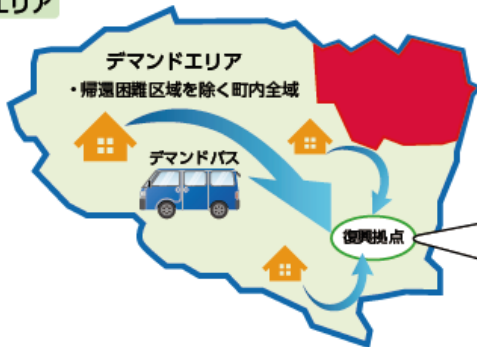 エリア
デマンドエリア
・帰還困難区域を除く町内全域
デマンドバス
復興拠点